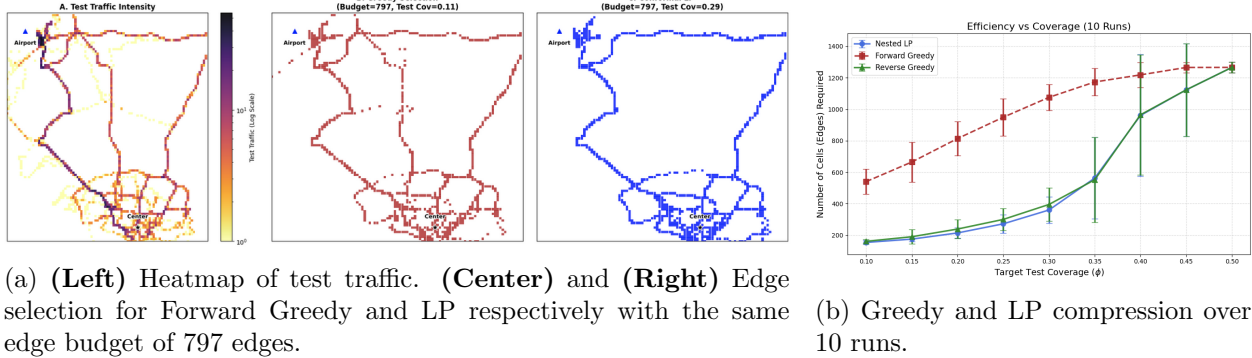 A. Test Traffic Intensity
(Budget=797, Test Cov=0.11)
(Budget=797, Test Cov=0.29)
Airport
Center
10¹
10⁰
Test Traffic (Log Scale)
Airport
Center
Airport
Center
Efficiency vs Coverage (10 Runs)
Nested LP
Forward Greedy
Reverse Greedy
Number of Cells (Edges) Required
1400
1200
1000
800
600
400
200
0.10 0.15 0.20 0.25 0.30 0.35 0.40 0.45 0.50
Target Test Coverage (ϕ)
(a) (Left) Heatmap of test traffic. (Center) and (Right) Edge
selection for Forward Greedy and LP respectively with the same
edge budget of 797 edges.
(b) Greedy and LP compression over
10 runs.